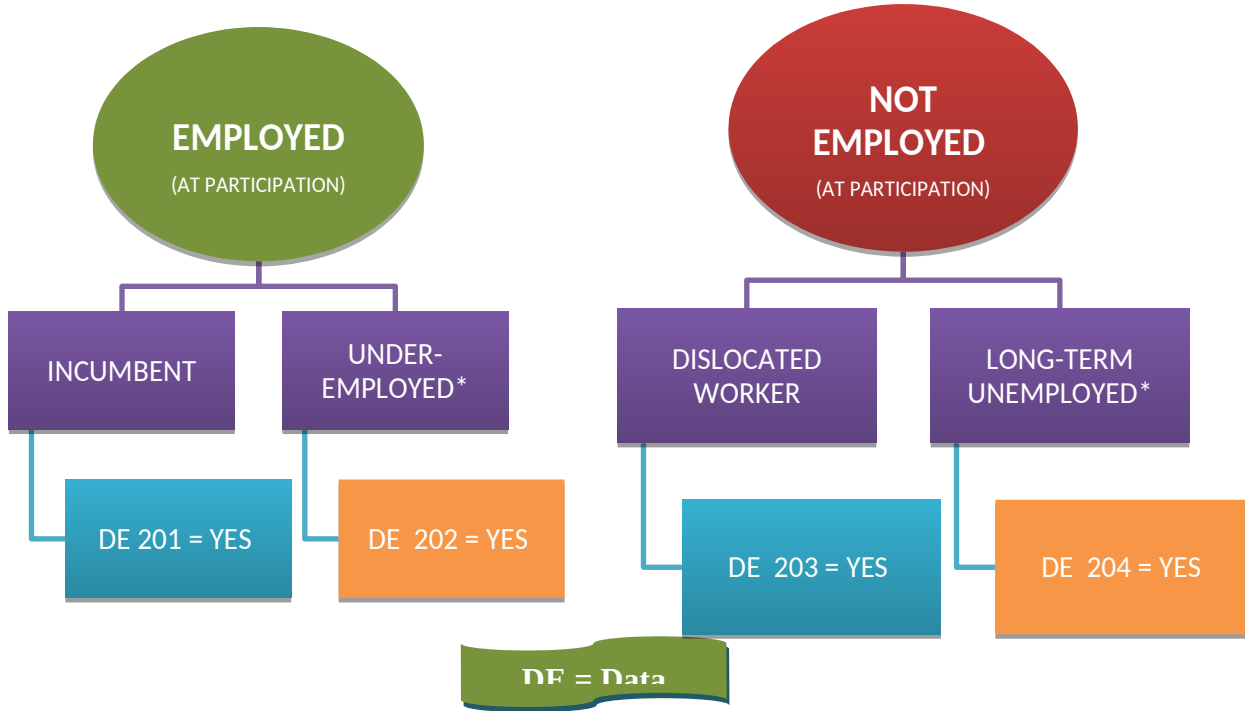 EMPLOYED
(AT PARTICIPATION)
INCUMBENT
UNDER-
EMPLOYED*
DE 201 = YES
DE 202 = YES
NOT
EMPLOYED
(AT PARTICIPATION)
DISLOCATED
WORKER
LONG-TERM
UNEMPLOYED*
DE 203 = YES
DE 204 = YES
DE = Data